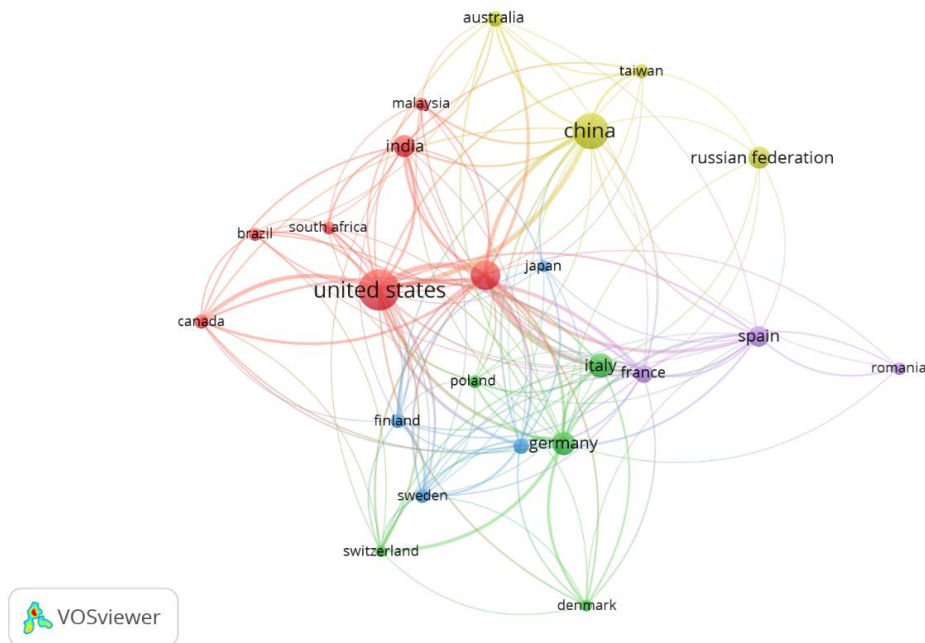 australia
taiwan
malaysia
china
india
russian federation
south africa
brazil
japan
united states
canada
spain
italy
france
romania
poland
finland
germany
sweden
switzerland
denmark
VOSviewer